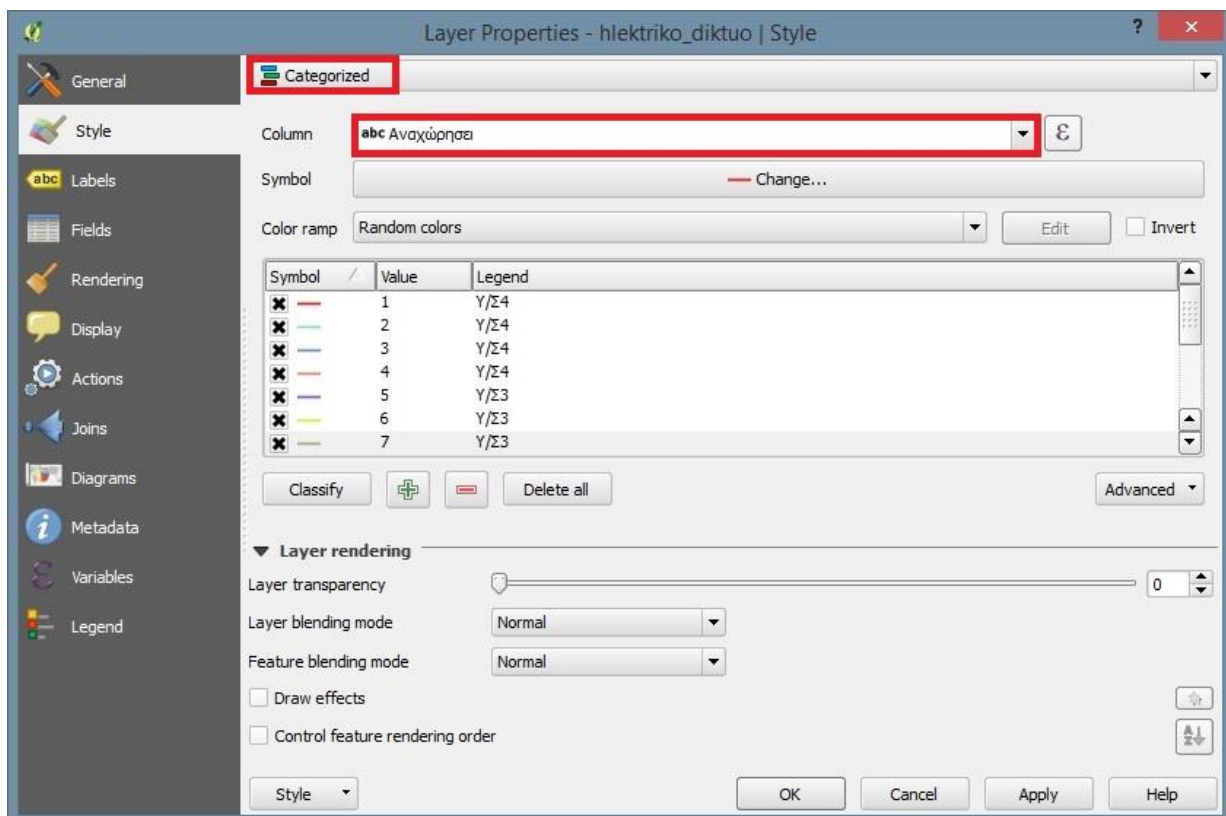 Layer Properties - hlektriko_diktuo | Style
?
General
Style
abc Labels
Fields
Rendering
Display
Actions
Joins
Diagrams
Metadata
Variables
Legend
Categorized
Column abc Αναχώρησει ε
Symbol Change...
Color ramp Random colors Edit Invert
Symbol Value Legend
1 Υ/Σ4
2 Υ/Σ4
3 Υ/Σ4
4 Υ/Σ4
5 Υ/Σ3
6 Υ/Σ3
7 Υ/Σ3
Classify Delete all Advanced
Layer rendering
Layer transparency 0
Layer blending mode Normal
Feature blending mode Normal
Draw effects
Control feature rendering order
Style OK Cancel Apply Help